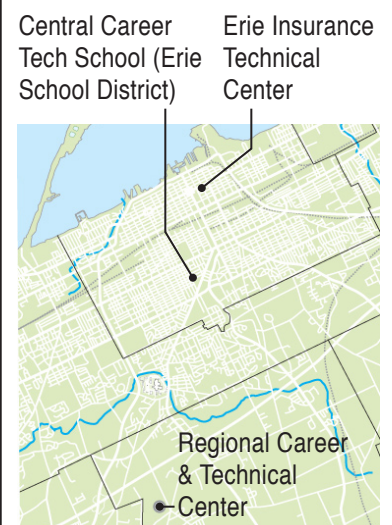 Central Career
Tech School (Erie
School District)
Erie Insurance
Technical
Center
Regional Career
& Technical
Center